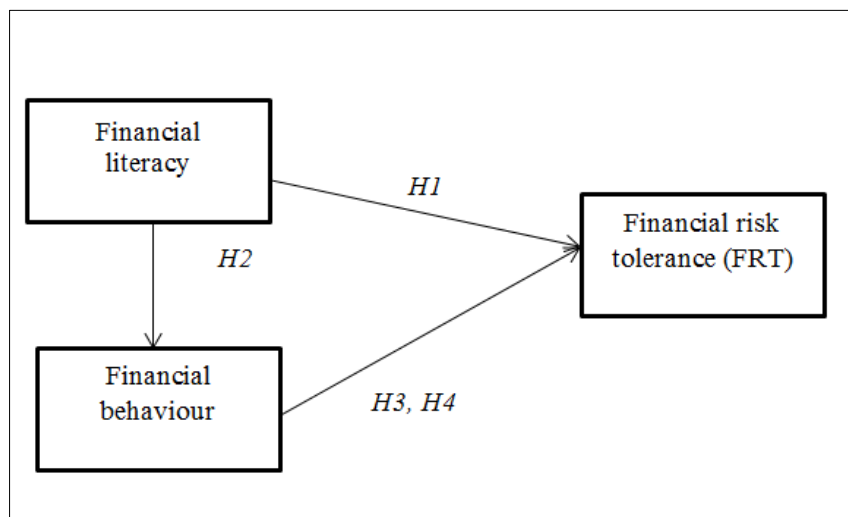 Financial
literacy
H1
Financial risk
tolerance (FRT)
H2
Financial
behaviour
H3, H4